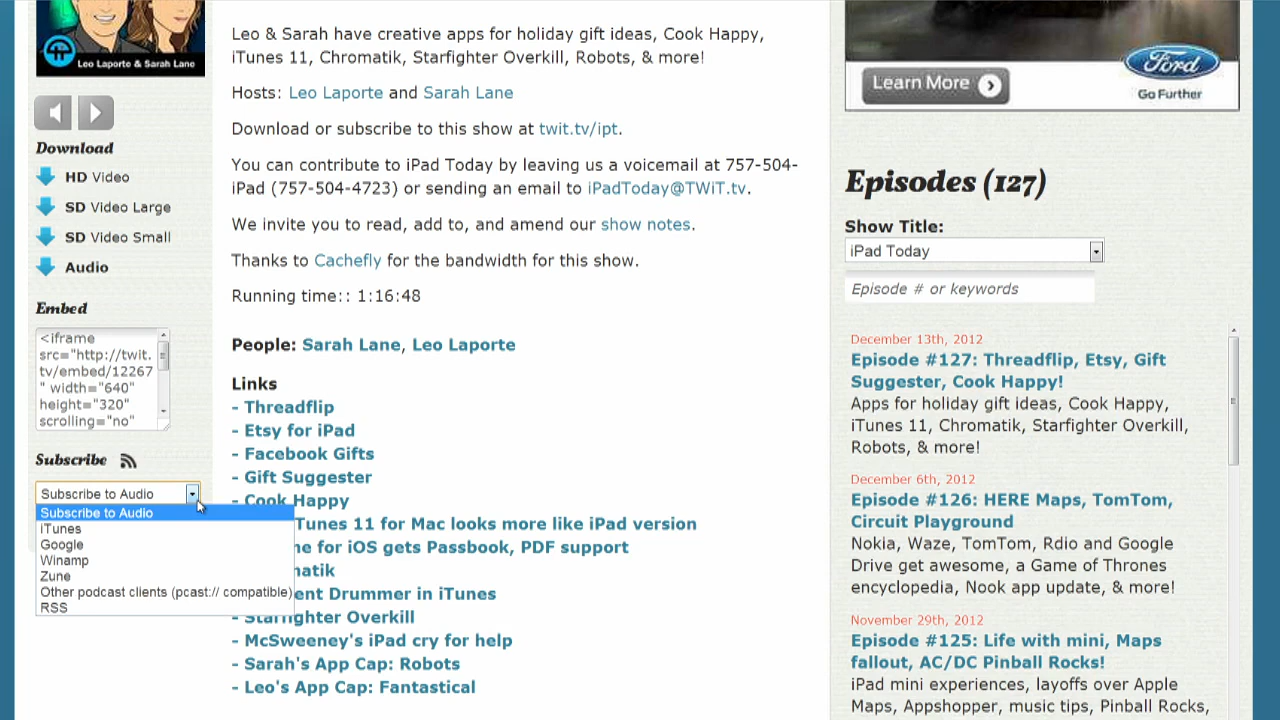 Leo Laporte & Sarah Lane
Download
HD Video
SD Video Large
SD Video Small
Audio
Embed
<iframe
src="http://twit.
tv/embed/12267
" width="640"
height="320"
scrolling="no"
Subscribe
Subscribe to Audio
Subscribe to Audio
iTunes
Google
Winamp
Zune
Other podcast clients (pcast:// compatible)
RSS
Leo & Sarah have creative apps for holiday gift ideas, Cook Happy,
iTunes 11, Chromatik, Starfighter Overkill, Robots, & more!
Hosts: Leo Laporte and Sarah Lane
Download or subscribe to this show at twit.tv/ipt.
You can contribute to iPad Today by leaving us a voicemail at 757-504-
iPad (757-504-4723) or sending an email to iPadToday@TWiT.tv.
We invite you to read, add to, and amend our show notes.
Thanks to Cachefly for the bandwidth for this show.
Running time:: 1:16:48
People: Sarah Lane, Leo Laporte
Links
- Threadflip
- Etsy for iPad
- Facebook Gifts
- Gift Suggester
- Cook Happy
Tunes 11 for Mac looks more like iPad version
for iOS gets Passbook, PDF support
Drummer in iTunes
- Starfighter Overkill
- McSweeney's iPad cry for help
- Sarah's App Cap: Robots
- Leo's App Cap: Fantastical
Learn More
Ford
Go Further
Episodes (127)
Show Title:
iPad Today
Episode # or keywords
December 13th, 2012
Episode #127: Threadflip, Etsy, Gift
Suggester, Cook Happy!
Apps for holiday gift ideas, Cook Happy,
iTunes 11, Chromatik, Starfighter Overkill,
Robots, & more!
December 6th, 2012
Episode #126: HERE Maps, TomTom,
Circuit Playground
Nokia, Waze, TomTom, Rdio and Google
Drive get awesome, a Game of Thrones
encyclopedia, Nook app update, & more!
November 29th, 2012
Episode #125: Life with mini, Maps
fallout, AC/DC Pinball Rocks!
iPad mini experiences, layoffs over Apple
Maps, Appshopper, music tips, Pinball Rocks,